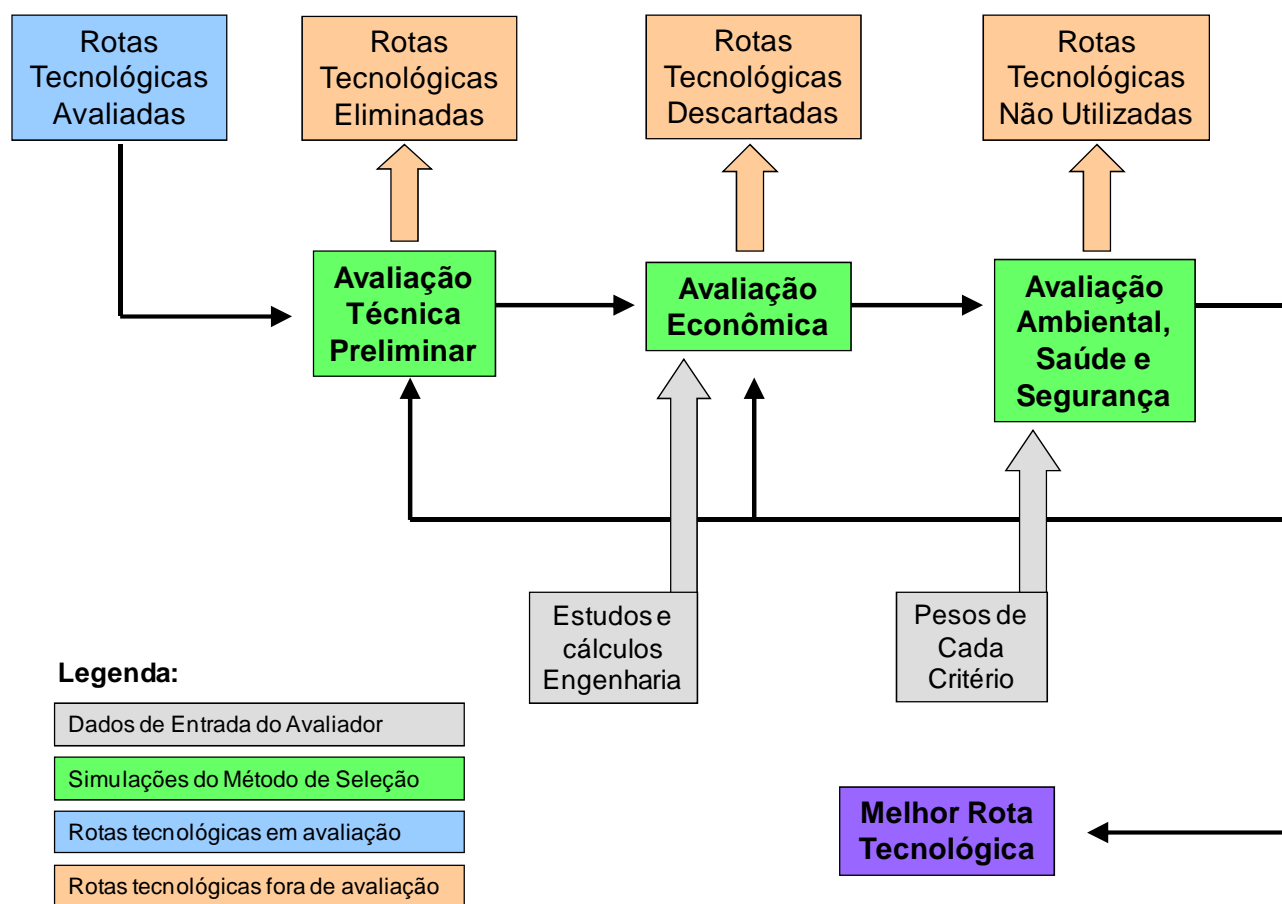 Rotas
Tecnológicas
Avaliadas
Rotas
Tecnológicas
Eliminadas
Rotas
Tecnológicas
Descartadas
Rotas
Tecnológicas
Não Utilizadas
Avaliação
Técnica
Preliminar
Avaliação
Econômica
Avaliação
Ambiental,
Saúde e
Segurança
Estudos e
cálculos
Engenharia
Pesos de
Cada
Critério
Legenda:
Dados de Entrada do Avaliador
Simulações do Método de Seleção
Rotas tecnológicas em avaliação
Rotas tecnológicas fora de avaliação
Melhor Rota
Tecnológica